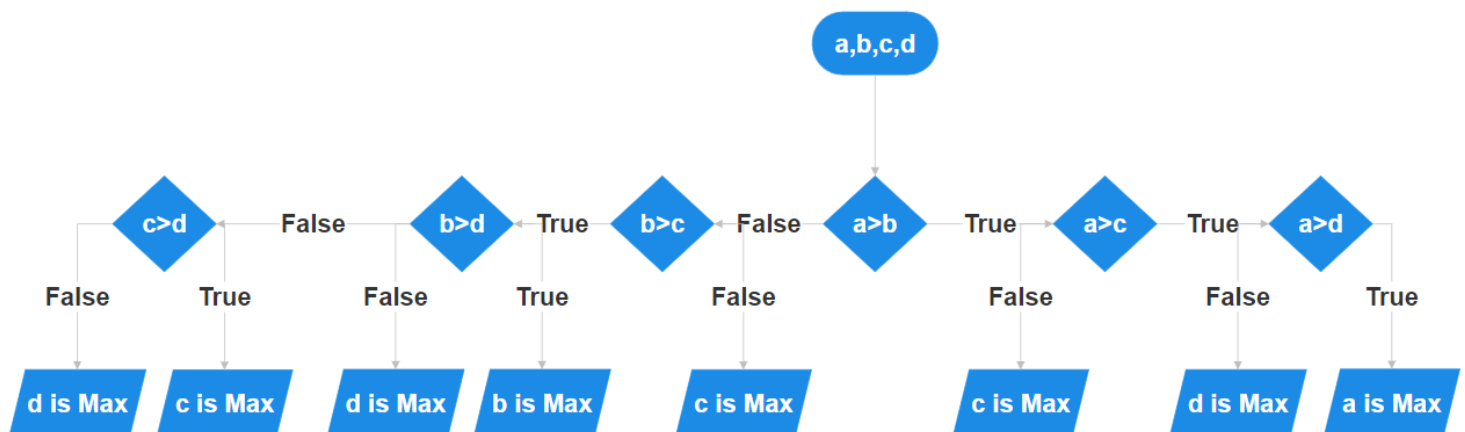 a,b,c,d
c>d
False
b>d
True
b>c
False
a>b
True
a>c
True
a>d
False
True
False
True
False
False
False
True
d is Max
c is Max
d is Max
b is Max
c is Max
c is Max
d is Max
a is Max